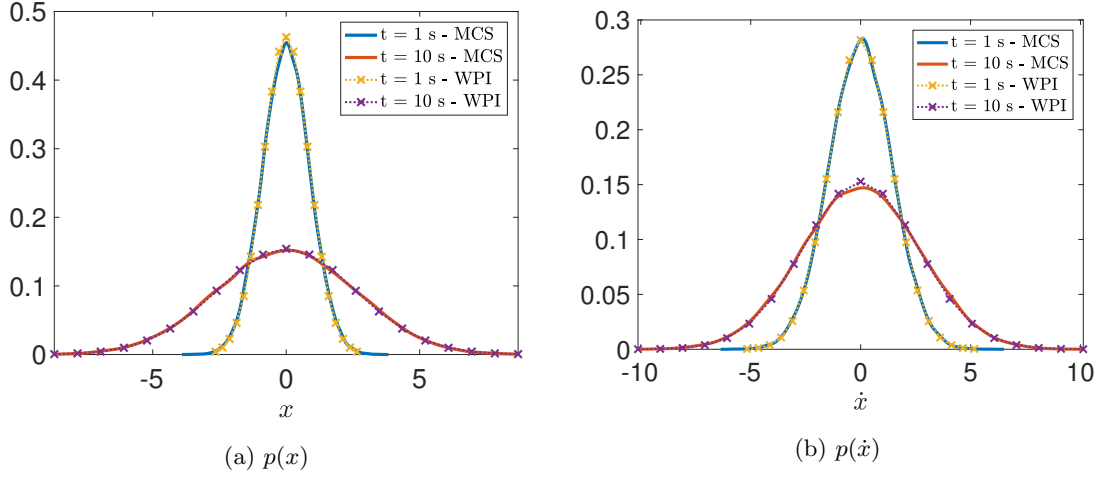 0.5
0.4
0.3
0.2
0.1
0
-5
0
5
x
t = 1 s - MCS
t = 10 s - MCS
t = 1 s - WPI
t = 10 s - WPI
(a) p(x)
0.3
0.25
0.2
0.15
0.1
0.05
0
-10
-5
0
5
10
ẋ
t = 1 s - MCS
t = 10 s - MCS
t = 1 s - WPI
t = 10 s - WPI
(b) p(ẋ)